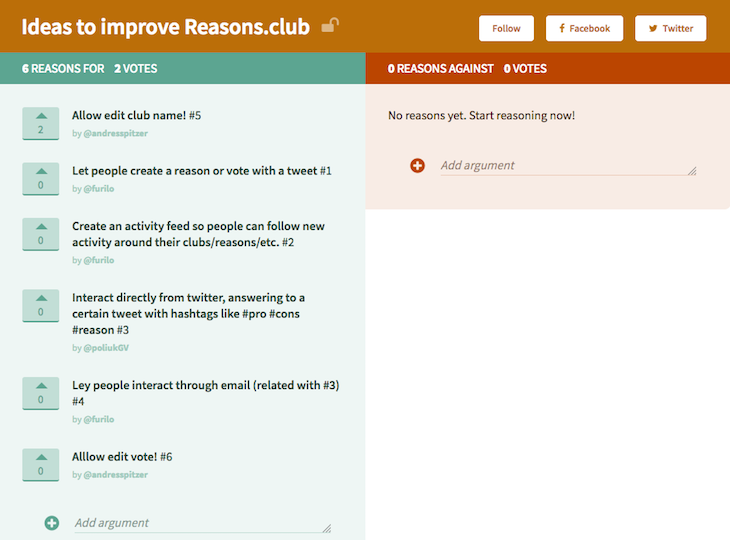 Ideas to improve Reasons.club
Follow
Facebook
Twitter
6 REASONS FOR 2 VOTES
2
Allow edit club name! #5
by @andresspitzer
0
Let people create a reason or vote with a tweet #1
by @furilo
0
Create an activity feed so people can follow new
activity around their clubs/reasons/etc. #2
by @furilo
0
Interact directly from twitter, answering to a
certain tweet with hashtags like #pro #cons
#reason #3
by @poliukGV
0
Ley people interact through email (related with #3)
#4
by @furilo
0
Alllow edit vote! #6
by @andresspitzer
Add argument
0 REASONS AGAINST 0 VOTES
No reasons yet. Start reasoning now!
Add argument